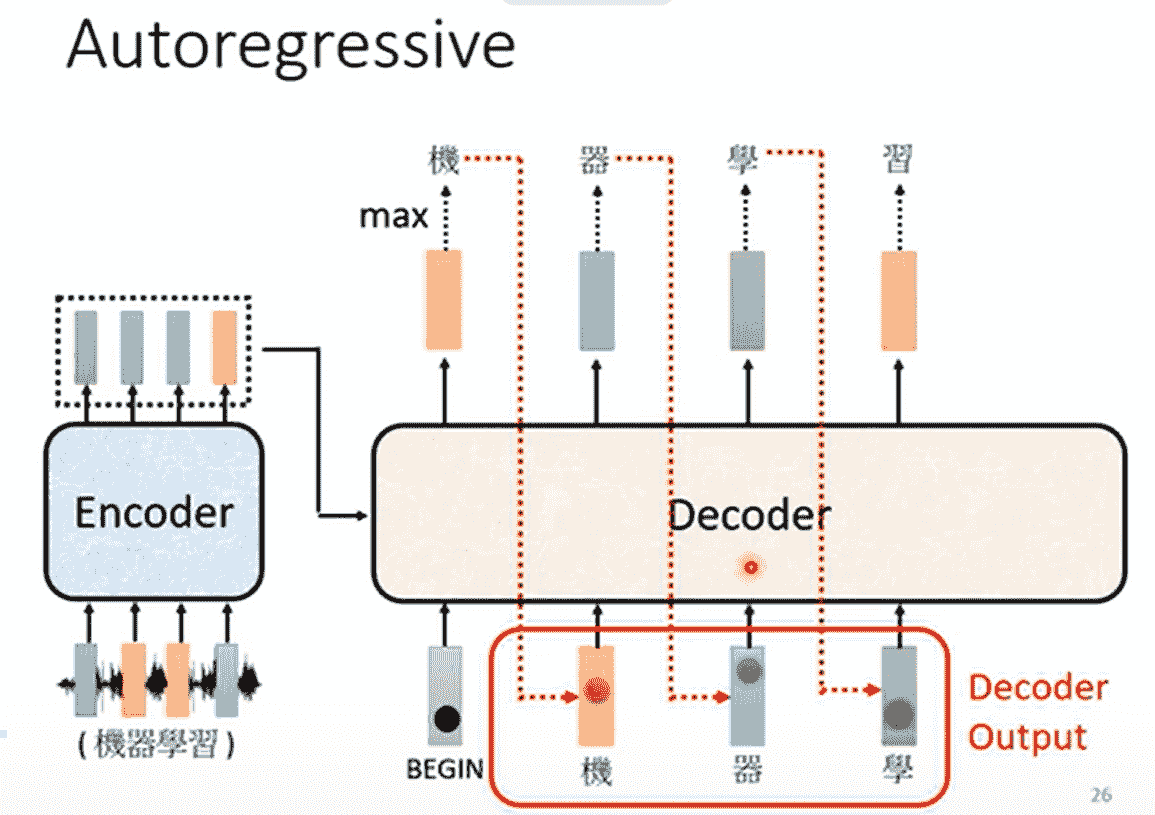 Autoregressive
機
器
學
習
max
Encoder
Decoder
(機器學習)
BEGIN
機
器
學
Decoder
Output
26